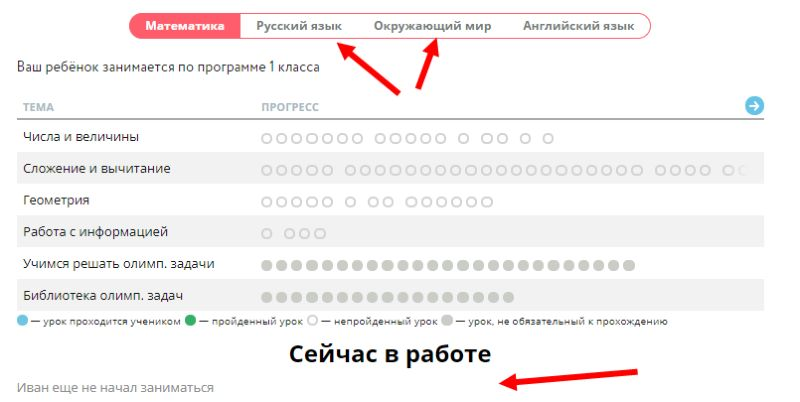 Математика Русский язык Окружающий мир Английский язык
Ваш ребёнок занимается по программе 1 класса
ТЕМА ПРОГРЕСС
Числа и величины
Сложение и вычитание
Геометрия
Работа с информацией
Учимся решать олимп. задачи
Библиотека олимп. задач
— урок проходится учеником — пройденный урок — непройденный урок — урок, не обязательный к прохождению
Сейчас в работе
Иван еще не начал заниматься